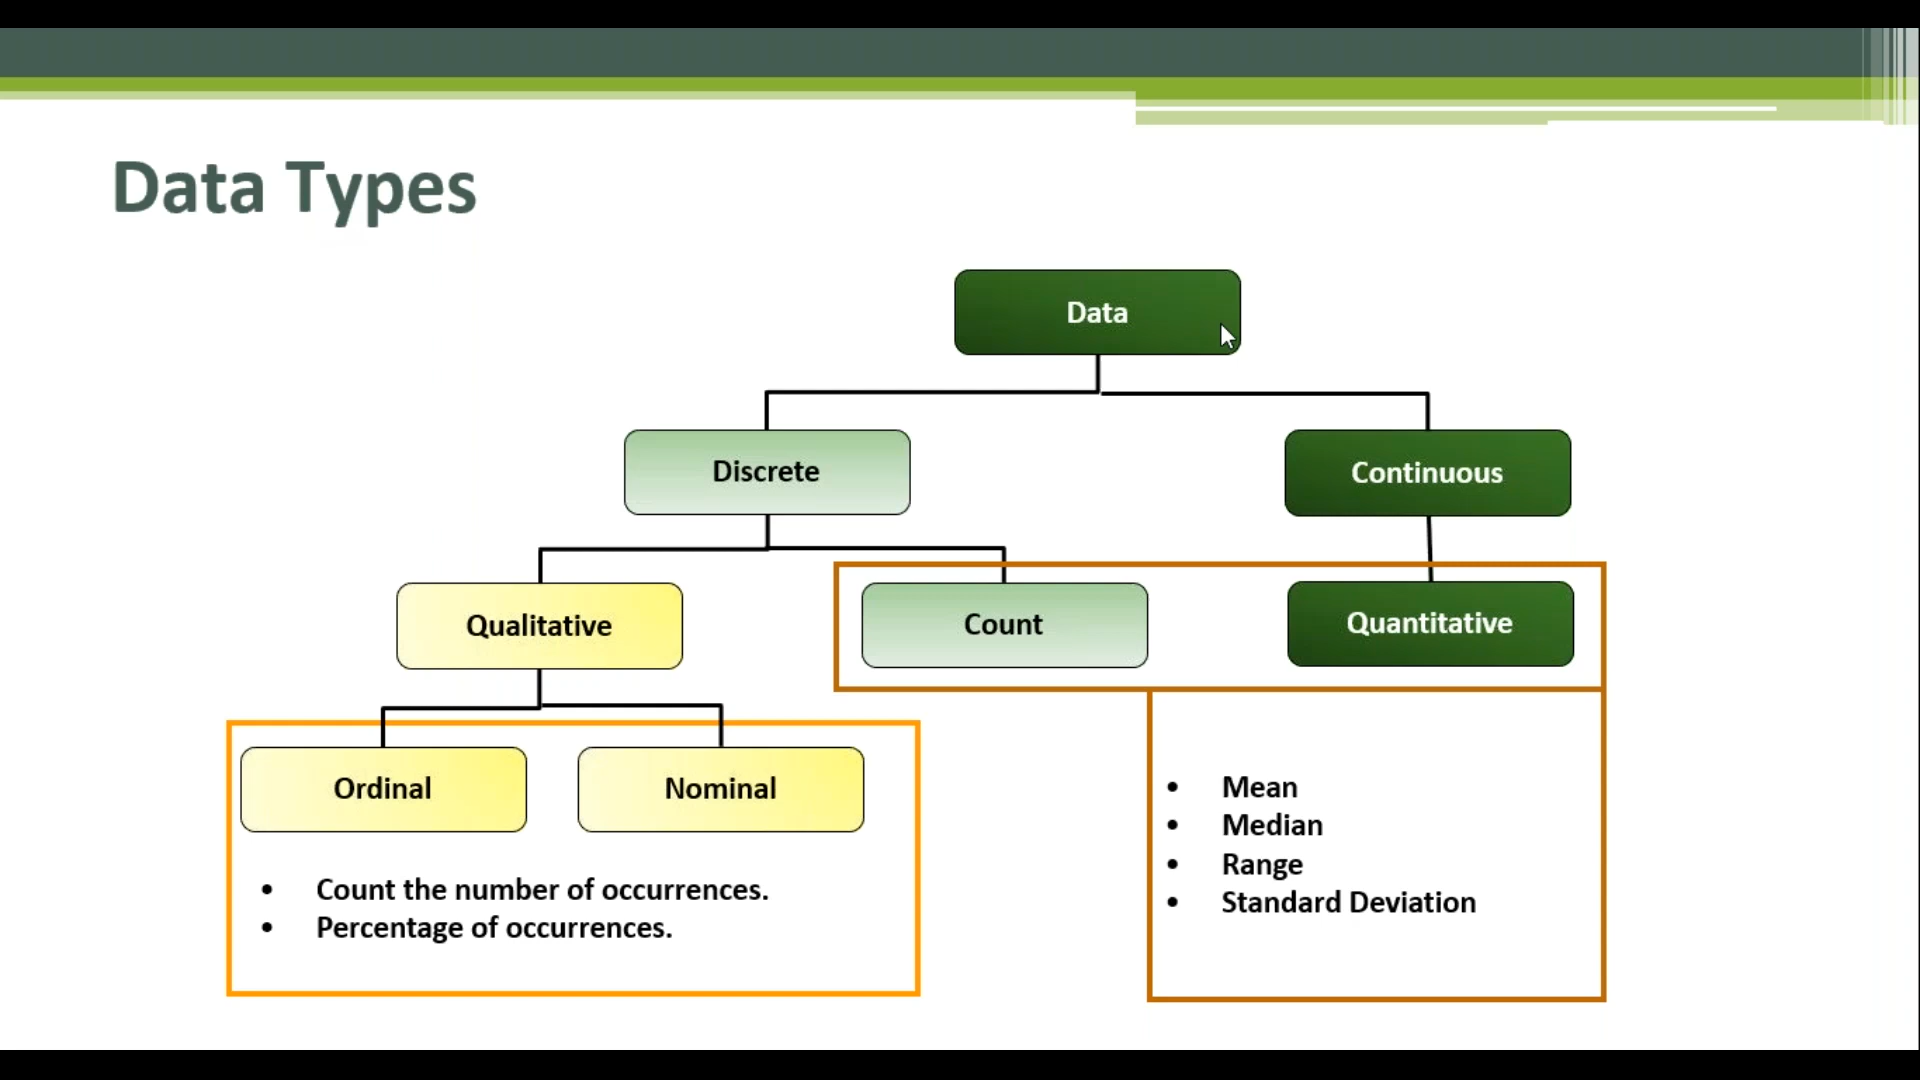 Data Types
Data
Discrete
Continuous
Qualitative
Count
Quantitative
Ordinal
Nominal
• Count the number of occurrences.
• Percentage of occurrences.
• Mean
• Median
• Range
• Standard Deviation